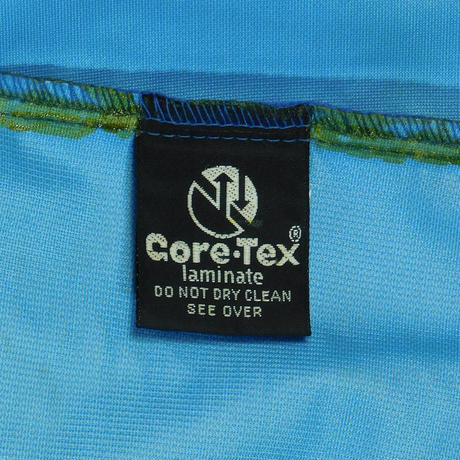 Gore-Tex®
laminate
DO NOT DRY CLEAN
SEE OVER